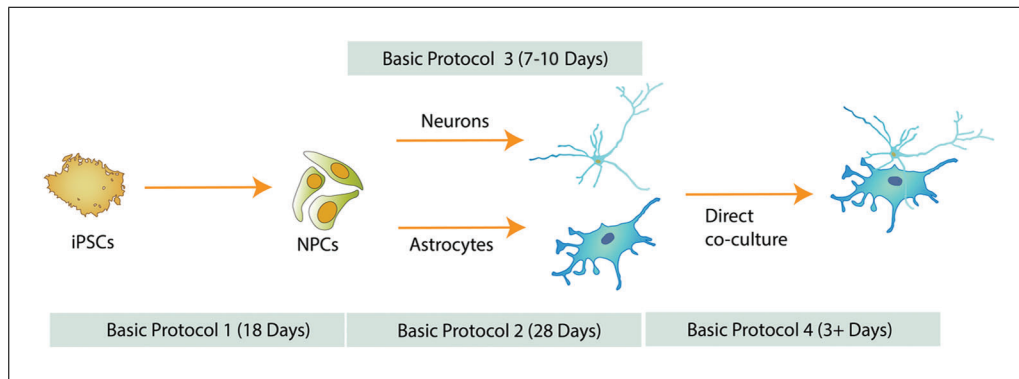 Basic Protocol 3 (7-10 Days)
Neurons
iPSCs
NPCs
Astrocytes
Direct
co-culture
Basic Protocol 1 (18 Days)
Basic Protocol 2 (28 Days)
Basic Protocol 4 (3+ Days)